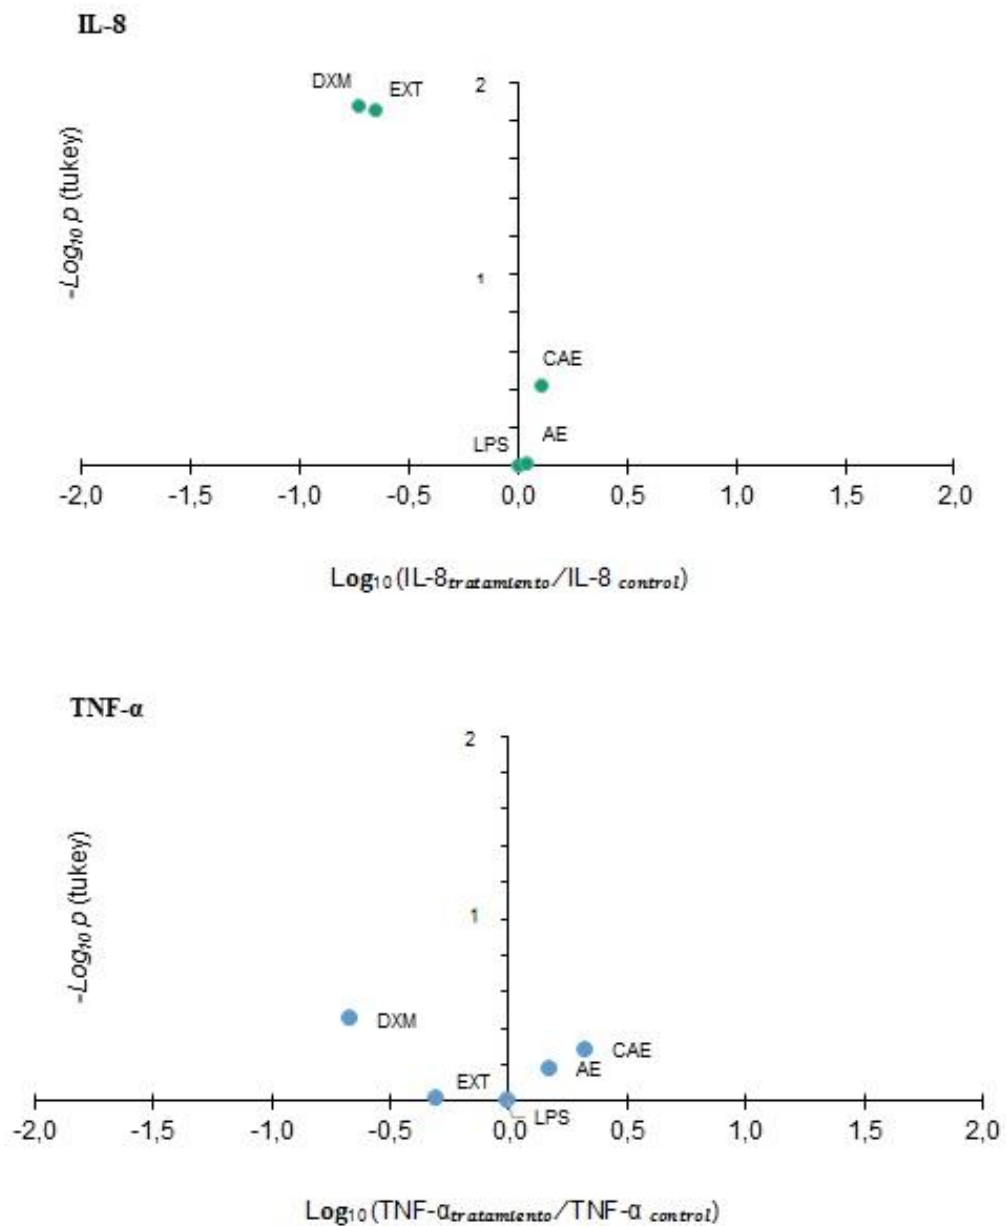 IL-8
DXM
EXT
2
-Log10 p (tukey)
1
CAE
LPS
AE
-2,0 -1,5 -1,0 -0,5 0,0 0,5 1,0 1,5 2,0
Log10 (IL-8tratamiento/IL-8 control)
TNF-α
2
-Log10 p (tukey)
1
DXM
CAE
AE
EXT
LPS
-2,0 -1,5 -1,0 -0,5 0,0 0,5 1,0 1,5 2,0
Log10 (TNF-αtratamiento/TNF-α control)